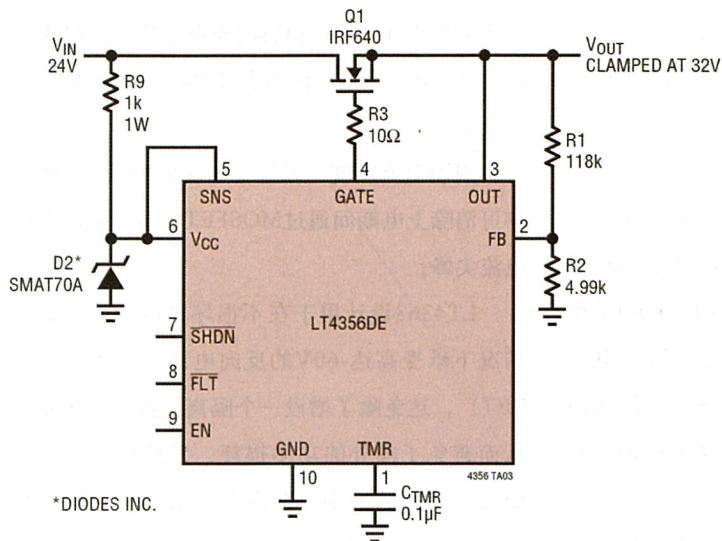 Q1
IRF640
VIN
24V
VOUT
CLAMPED AT 32V
R9
1k
1W
R3
10Ω
R1
118k
5
4
3
SNS
GATE
OUT
6
VCC
FB
2
D2*
SMAT70A
R2
4.99k
LT4356DE
7
SHDN
8
FLT
9
EN
GND
TMR
10
1
4356 TA03
*DIODES INC.
CTMR
0.1µF